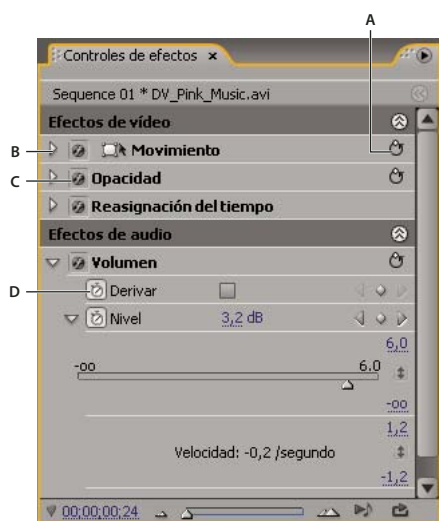 A
Controles de efectos x
Sequence 01 * DV_Pink_Music.avi
Efectos de vídeo
B
Movimiento
C
Opacidad
Reasignación del tiempo
Efectos de audio
Volumen
D
Derivar
Nivel 3,2 dB
6,0
-oo 6.0
-oo
1,2
Velocidad: -0,2 /segundo
-1,2
00;00;00;24